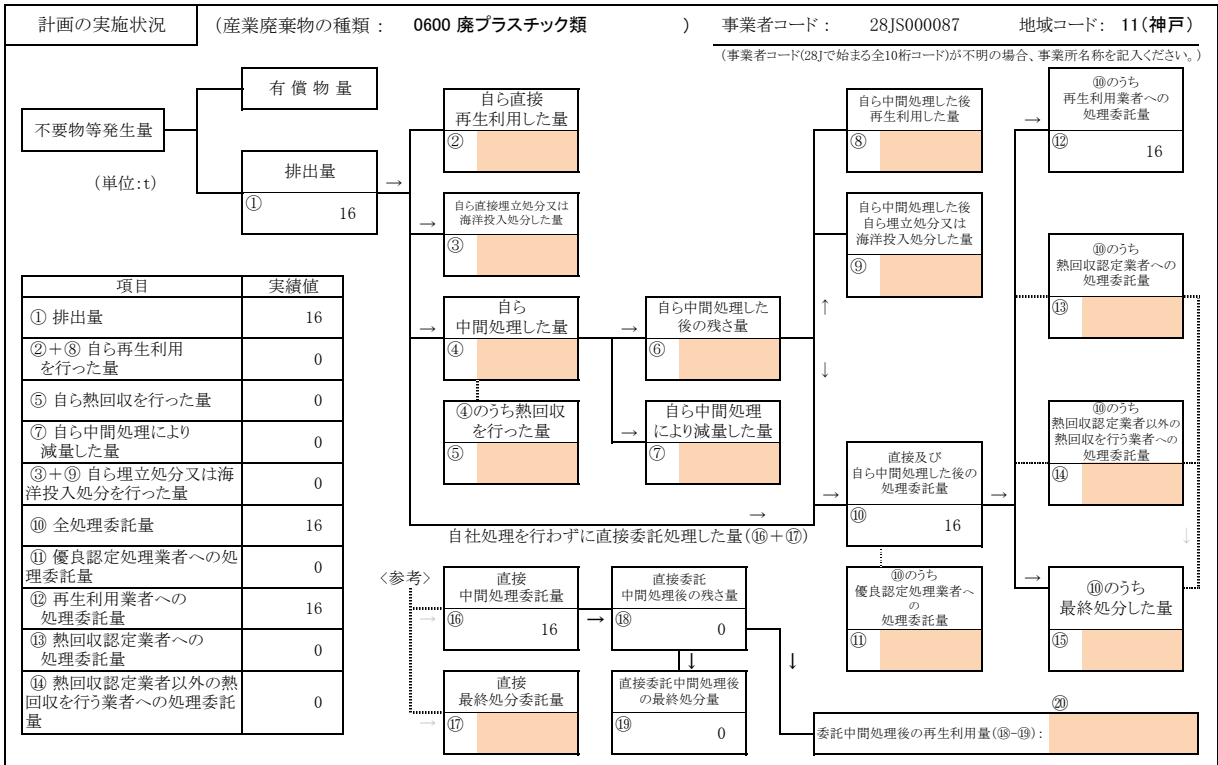 計画の実施状況
(産業廃棄物の種類： 0600 廃プラスチック類 )
事業者コード： 28JS000087 地域コード： 11(神戸)
(事業者コード(28Jで始まる全10桁コード)が不明の場合、事業所名称を記入ください。)
不要物等発生量
(単位:t)
有 償 物 量
排出量
① 16
→
自ら直接
再生利用した量
②
→
自ら直接埋立処分又は
海洋投入処分した量
③
→
自ら
中間処理した量
④
④のうち熱回収
を行った量
⑤
→
自ら中間処理した
後の残さ量
⑥
→
自ら中間処理
により減量した量
⑦
自ら中間処理した後
再生利用した量
⑧
自ら中間処理した後
自ら埋立処分又は
海洋投入処分した量
⑨
↑
↓
→
直接及び
自ら中間処理した後の
処理委託量
⑩ 16
→
⑩のうち
優良認定処理業者へ
の
処理委託量
⑪
→
⑩のうち
再生利用業者への
処理委託量
⑫ 16
⑩のうち
熱回収認定業者への
処理委託量
⑬
⑩のうち
熱回収認定業者以外の
熱回収を行う業者への
処理委託量
⑭
↓
→
⑩のうち
最終処分した量
⑮
→
自社処理を行わずに直接委託処理した量(⑯＋⑰)
項目 実績値
① 排出量 16
②＋⑧ 自ら再生利用
を行った量 0
⑤ 自ら熱回収を行った量 0
⑦ 自ら中間処理により
減量した量 0
③＋⑨ 自ら埋立処分又は海
洋投入処分を行った量 0
⑩ 全処理委託量 16
⑪ 優良認定処理業者への処
理委託量 0
⑫ 再生利用業者への
処理委託量 16
⑬ 熱回収認定業者への
処理委託量 0
⑭ 熱回収認定業者以外の熱
回収を行う業者への処理委託
量 0
〈参考〉
→
直接
中間処理委託量
⑯ 16
→
直接委託
中間処理後の残さ量
⑱ 0
→
直接
最終処分委託量
⑰
↓
直接委託中間処理後
の最終処分量
⑲ 0
↓
⑳
委託中間処理後の再生利用量(⑱-⑲)：